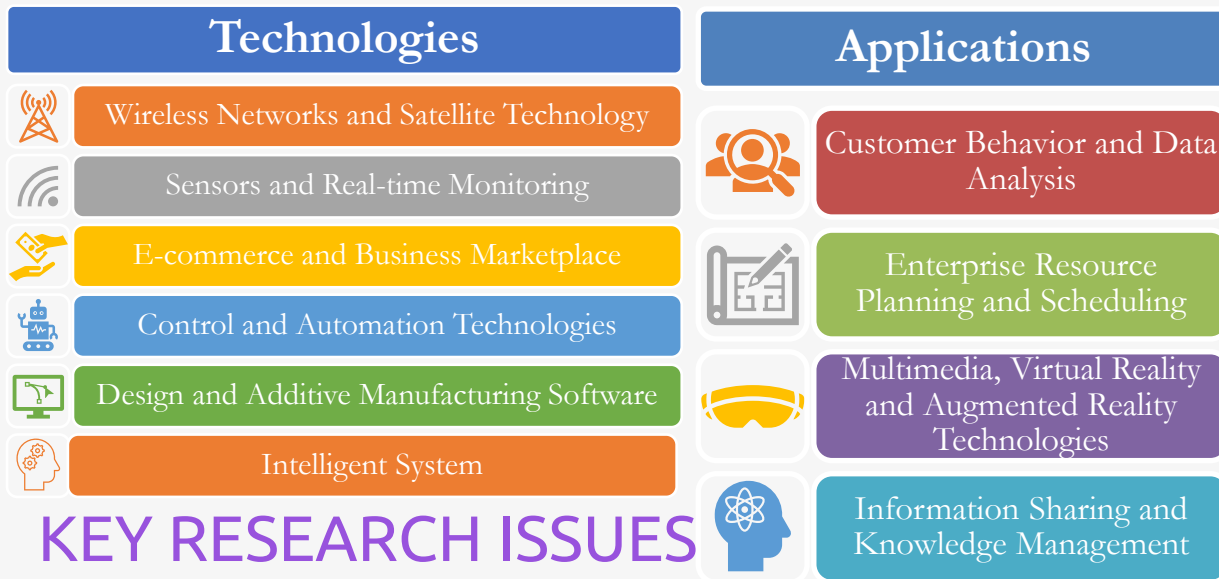 Technologies
Wireless Networks and Satellite Technology
Sensors and Real-time Monitoring
E-commerce and Business Marketplace
Control and Automation Technologies
Design and Additive Manufacturing Software
Intelligent System
KEY RESEARCH ISSUES
Applications
Customer Behavior and Data
Analysis
Enterprise Resource
Planning and Scheduling
Multimedia, Virtual Reality
and Augmented Reality
Technologies
Information Sharing and
Knowledge Management